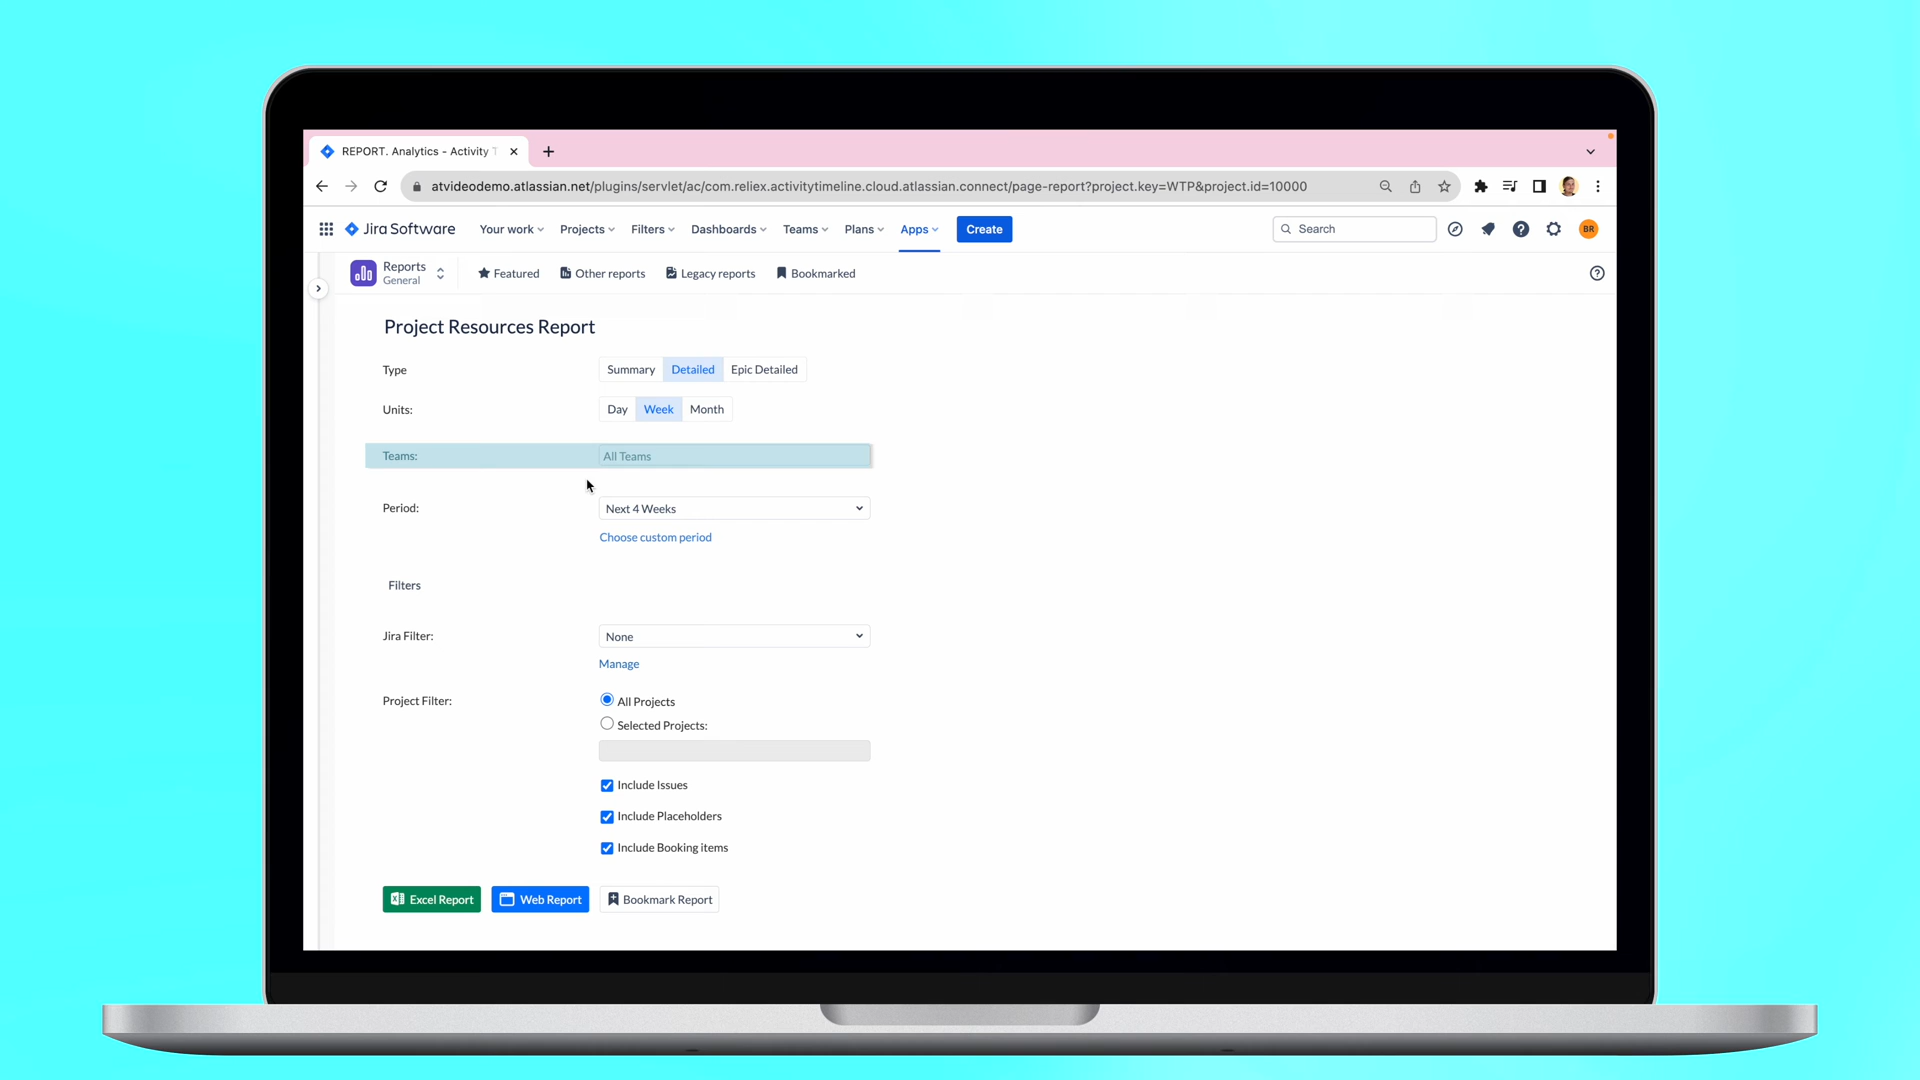 REPORT. Analytics - Activity T
atvideodemo.atlassian.net/plugins/servlet/ac/com.reliex.activitytimeline.cloud.atlassian.connect/page-report?project.key=WTP&project.id=10000
Jira Software Your work Projects Filters Dashboards Teams Plans Apps Create Search BR
Reports
General
Featured Other reports Legacy reports Bookmarked
Project Resources Report
Type Summary Detailed Epic Detailed
Units: Day Week Month
Teams: All Teams
Period: Next 4 Weeks
Choose custom period
Filters
Jira Filter: None
Manage
Project Filter: All Projects
Selected Projects:
Include Issues
Include Placeholders
Include Booking items
Excel Report Web Report Bookmark Report